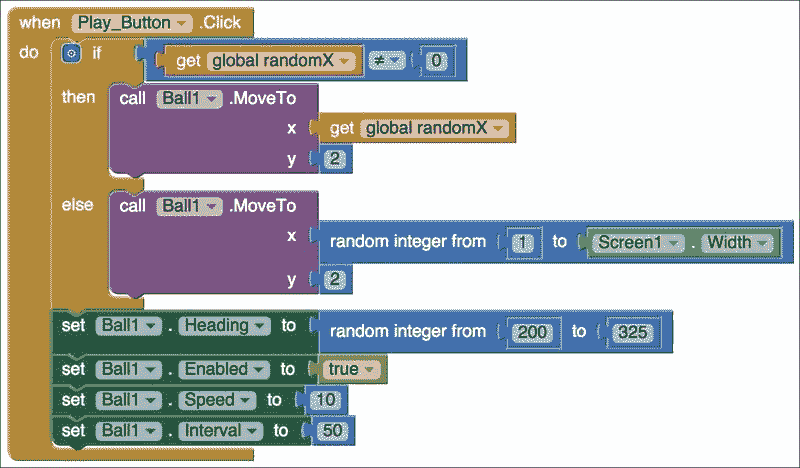 when Play_Button .Click
do if get global randomX ≠ 0
then call Ball1 .MoveTo
x get global randomX
y 2
else call Ball1 .MoveTo
x random integer from 1 to Screen1 . Width
y 2
set Ball1 . Heading to random integer from 200 to 325
set Ball1 . Enabled to true
set Ball1 . Speed to 10
set Ball1 . Interval to 50